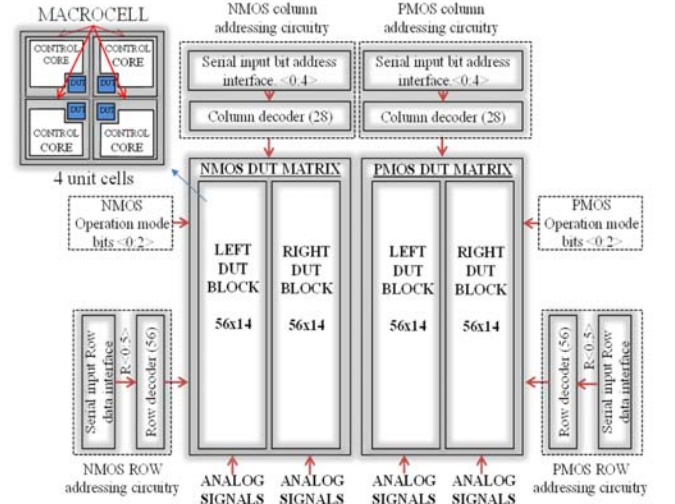 MACROCELL
CONTROL
CORE
CONTROL
CORE
DUT
DUT
DUT
DUT
CONTROL
CORE
CONTROL
CORE
4 unit cells
NMOS column
addressing circuitry
Serial input bit address
interface. <0:4>
Column decoder (28)
PMOS column
addressing circuitry
Serial input bit address
interface. <0:4>
Column decoder (28)
NMOS
Operation mode
bits <0:2>
NMOS DUT MATRIX
LEFT
DUT
BLOCK
56x14
RIGHT
DUT
BLOCK
56x14
PMOS DUT MATRIX
LEFT
DUT
BLOCK
56x14
RIGHT
DUT
BLOCK
56x14
PMOS
Operation mode
bits <0:2>
Serial input Row
data interface
R<0:5>
Row decoder (56)
NMOS ROW
addressing circuitry
Row decoder (56)
R<0:5>
Serial input Row
data interface
PMOS ROW
addressing circuitry
ANALOG
SIGNALS
ANALOG
SIGNALS
ANALOG
SIGNALS
ANALOG
SIGNALS